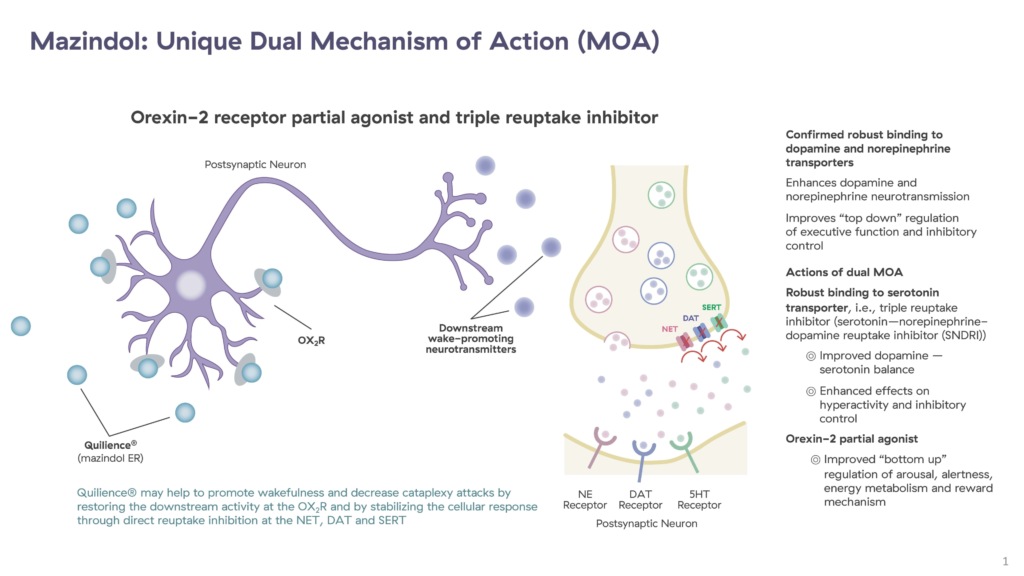 Mazindol: Unique Dual Mechanism of Action (MOA)
Orexin-2 receptor partial agonist and triple reuptake inhibitor
Postsynaptic Neuron
OX₂R
Downstream
wake-promoting
neurotransmitters
Quilience®
(mazindol ER)
Quilience® may help to promote wakefulness and decrease cataplexy attacks by
restoring the downstream activity at the OX₂R and by stabilizing the cellular response
through direct reuptake inhibition at the NET, DAT and SERT
SERT
DAT
NET
NE
Receptor
DAT
Receptor
5HT
Receptor
Postsynaptic Neuron
Confirmed robust binding to
dopamine and norepinephrine
transporters
Enhances dopamine and
norepinephrine neurotransmission
Improves “top down” regulation
of executive function and inhibitory
control
Actions of dual MOA
Robust binding to serotonin
transporter, i.e., triple reuptake
inhibitor (serotonin—norepinephrine–
dopamine reuptake inhibitor (SNDRI))
Improved dopamine —
serotonin balance
Enhanced effects on
hyperactivity and inhibitory
control
Orexin-2 partial agonist
Improved “bottom up”
regulation of arousal, alertness,
energy metabolism and reward
mechanism
1